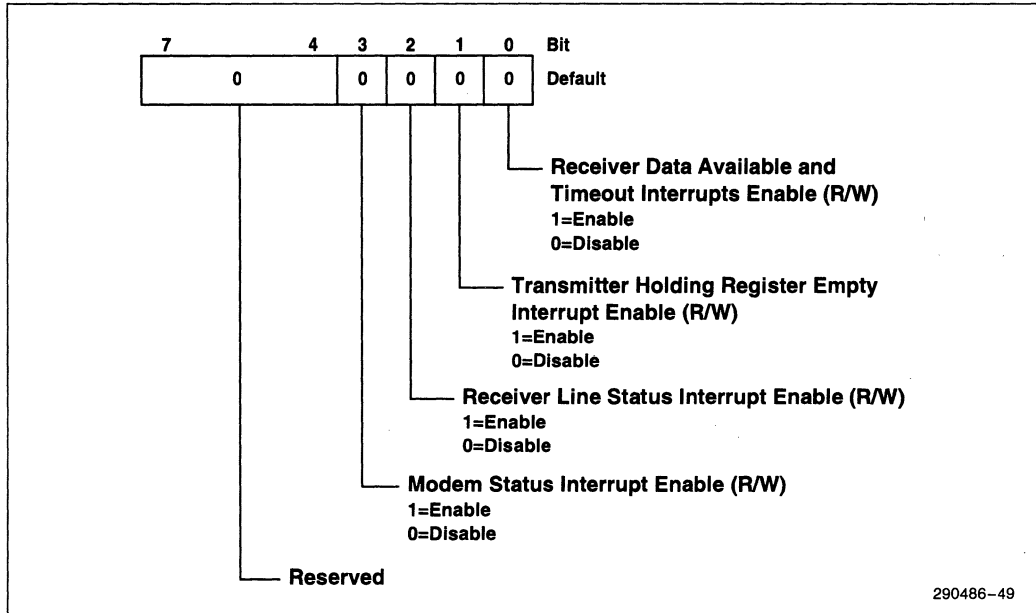 7 4 3 2 1 0 Bit
0 0 0 0 0 Default
Receiver Data Available and
Timeout Interrupts Enable (R/W)
1=Enable
0=Disable
Transmitter Holding Register Empty
Interrupt Enable (R/W)
1=Enable
0=Disable
Receiver Line Status Interrupt Enable (R/W)
1=Enable
0=Disable
Modem Status Interrupt Enable (R/W)
1=Enable
0=Disable
Reserved
290486–49